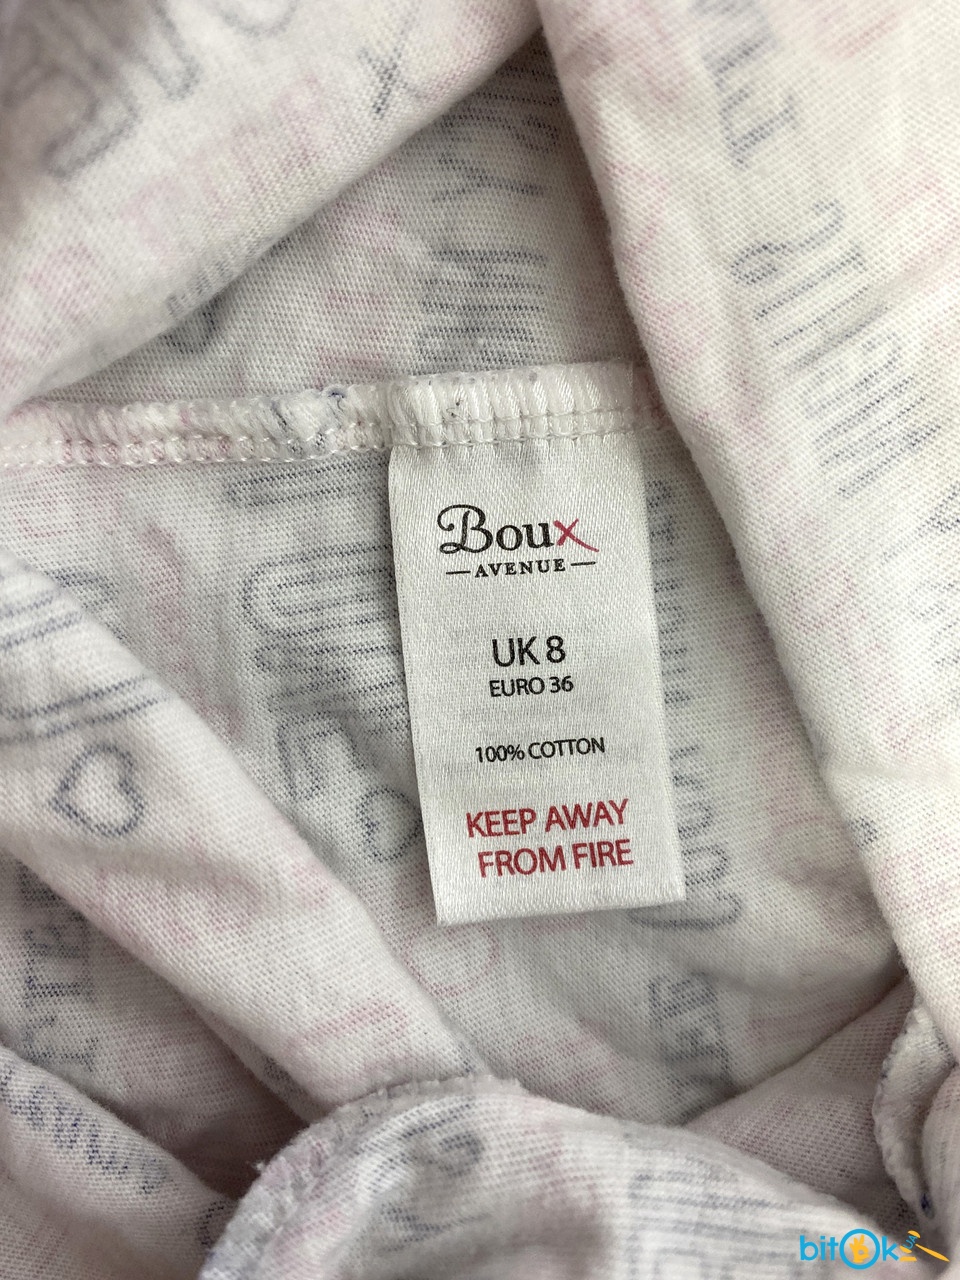 Boux
AVENUE
UK 8
EURO 36
100% COTTON
KEEP AWAY
FROM FIRE
bitOk